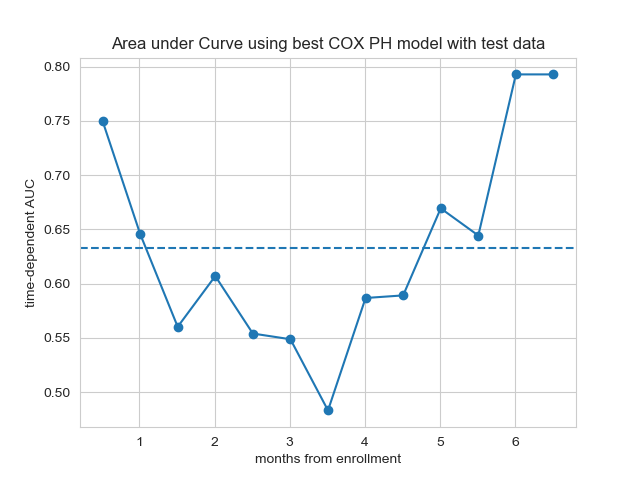 Area under Curve using best COX PH model with test data
0.80
0.75
0.70
0.65
0.60
0.55
0.50
time-dependent AUC
1 2 3 4 5 6
months from enrollment